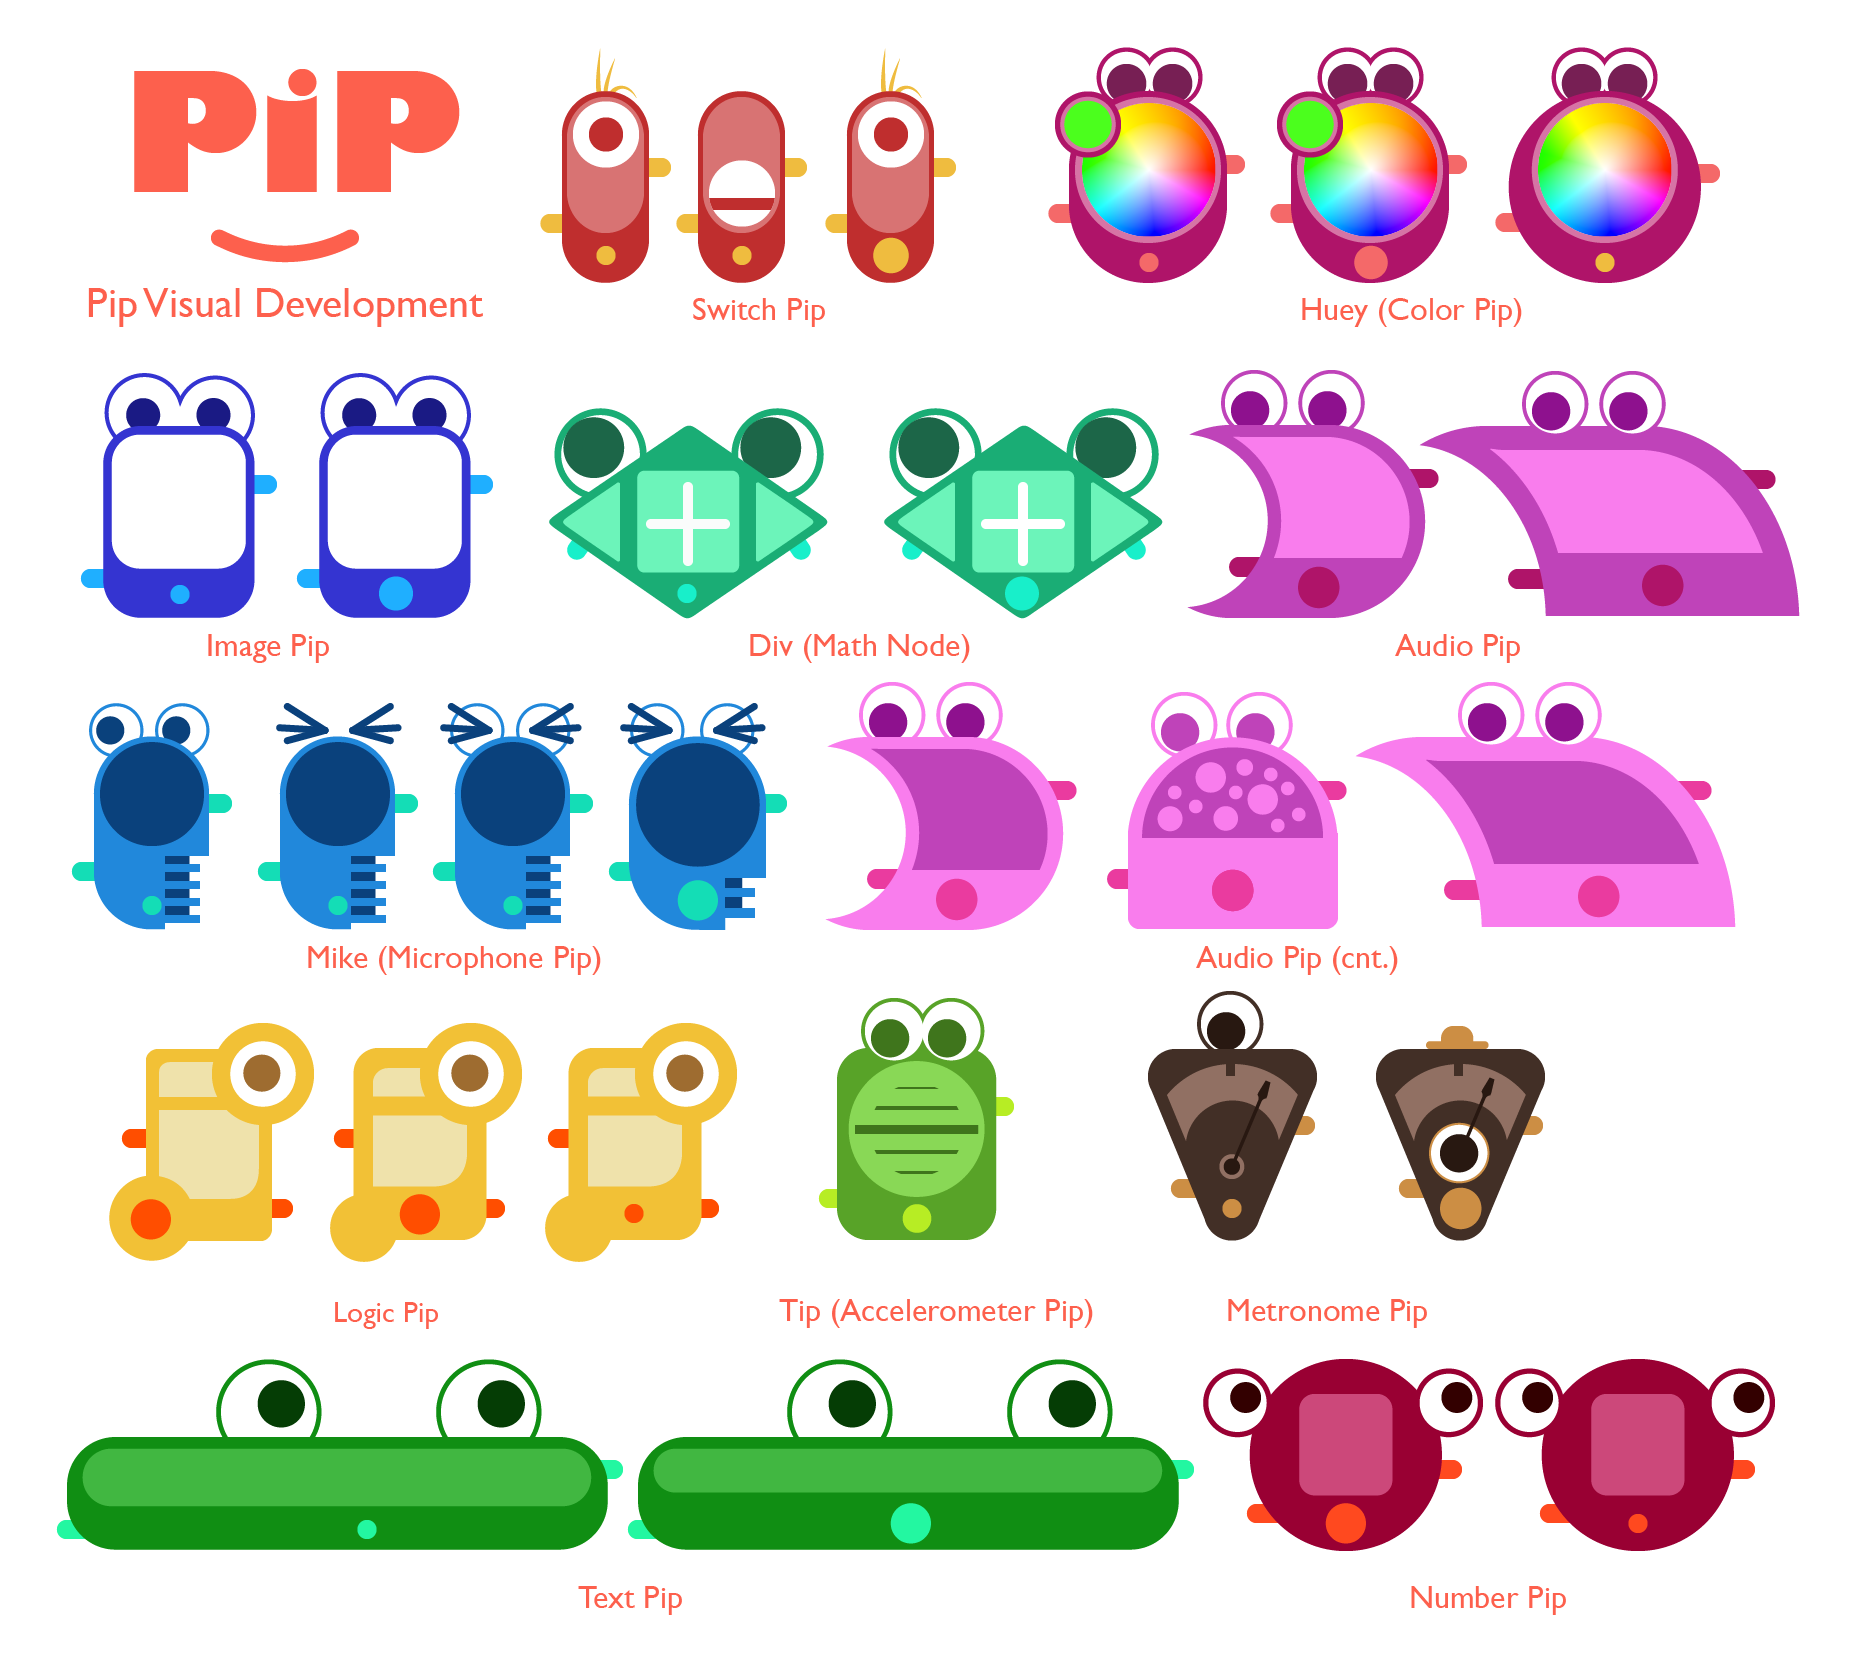 PiP
Pip Visual Development
Switch Pip
Huey (Color Pip)
Image Pip
Div (Math Node)
Audio Pip
Mike (Microphone Pip)
Audio Pip (cnt.)
Logic Pip
Tip (Accelerometer Pip)
Metronome Pip
Text Pip
Number Pip